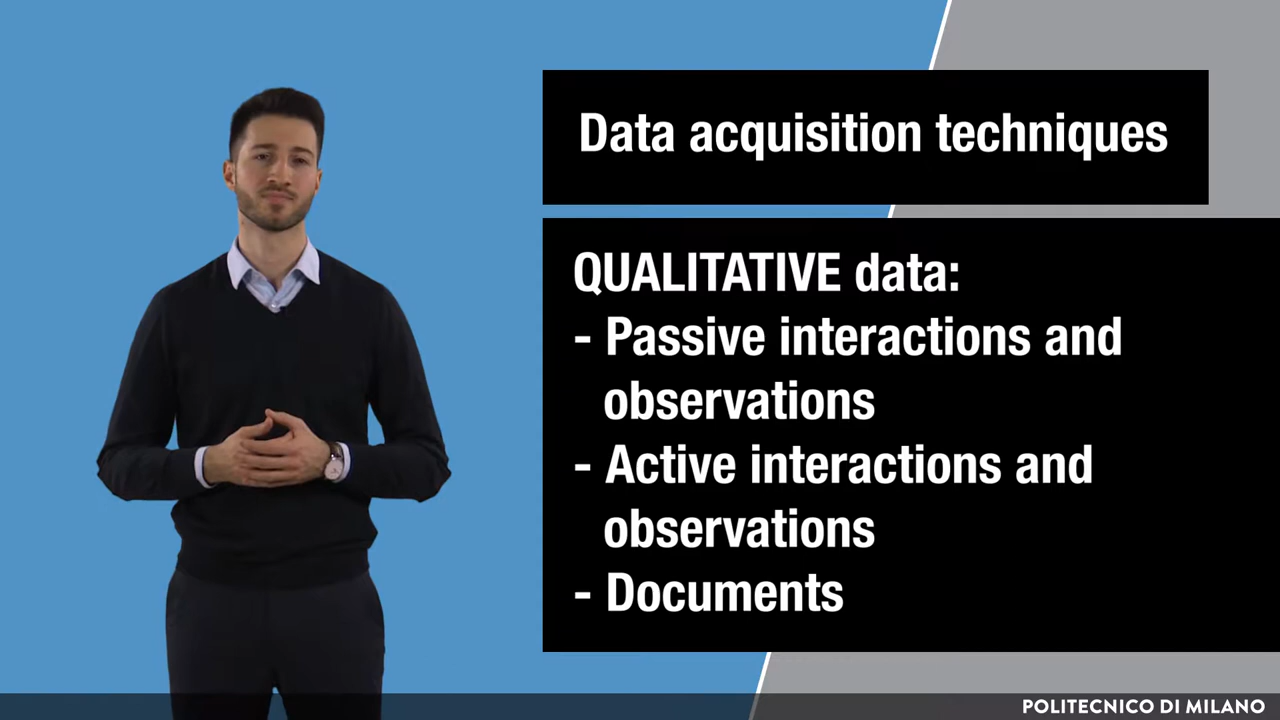 Data acquisition techniques
QUALITATIVE data:
- Passive interactions and
observations
- Active interactions and
observations
- Documents
POLITECNICO DI MILANO